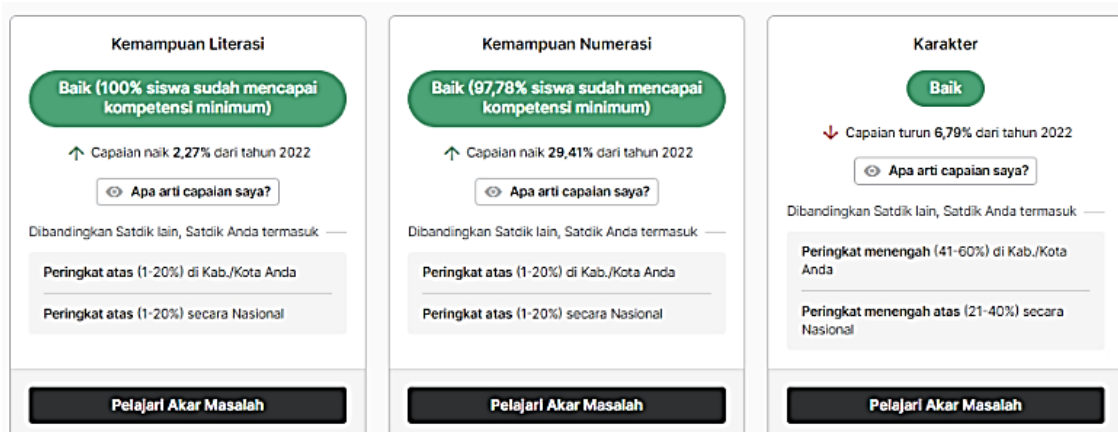 Kemampuan Literasi
Baik (100% siswa sudah mencapai
kompetensi minimum)
Capaian naik 2,27% dari tahun 2022
Apa arti capaian saya?
Dibandingkan Satdik lain, Satdik Anda termasuk
Peringkat atas (1-20%) di Kab./Kota Anda
Peringkat atas (1-20%) secara Nasional
Pelajari Akar Masalah
Kemampuan Numerasi
Baik (97,78% siswa sudah mencapai
kompetensi minimum)
Capaian naik 29,41% dari tahun 2022
Apa arti capaian saya?
Dibandingkan Satdik lain, Satdik Anda termasuk
Peringkat atas (1-20%) di Kab./Kota Anda
Peringkat atas (1-20%) secara Nasional
Pelajari Akar Masalah
Karakter
Baik
Capaian turun 6,79% dari tahun 2022
Apa arti capaian saya?
Dibandingkan Satdik lain, Satdik Anda termasuk
Peringkat menengah (41-60%) di Kab./Kota
Anda
Peringkat menengah atas (21-40%) secara
Nasional
Pelajari Akar Masalah